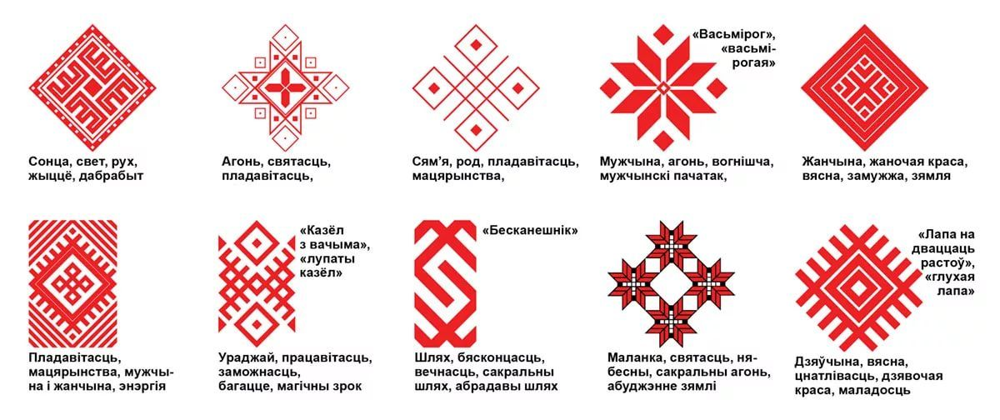 Сонца, свет, рух,
жыццё, дабрабыт
Агонь, святасць,
пладавітасць,
Сям’я, род, пладавітасць,
мацярынства,
«Васьмірог»,
«васьмі-
рогая»
Мужчына, агонь, вогнішча,
мужчынскі пачатак,
Жанчына, жаночая краса,
вясна, замужжа, зямля
Пладавітасць,
мацярынства, мужчы-
на і жанчына, энэргія
«Казёл
з вачыма»,
«лупаты
казёл»
Ураджай, працавітасць,
заможнасць,
багацце, магічны зрок
«Бесканешнік»
Шлях, бясконцасць,
вечнасць, сакральны
шлях, абрадавы шлях
Маланка, святасць, ня-
бесны, сакральны агонь,
абуджэнне зямлі
«Лапа на
дваццаць
растоў»,
«глухая
лапа»
Дзяўчына, вясна,
цнатлівасць, дзявочая
краса, маладосць